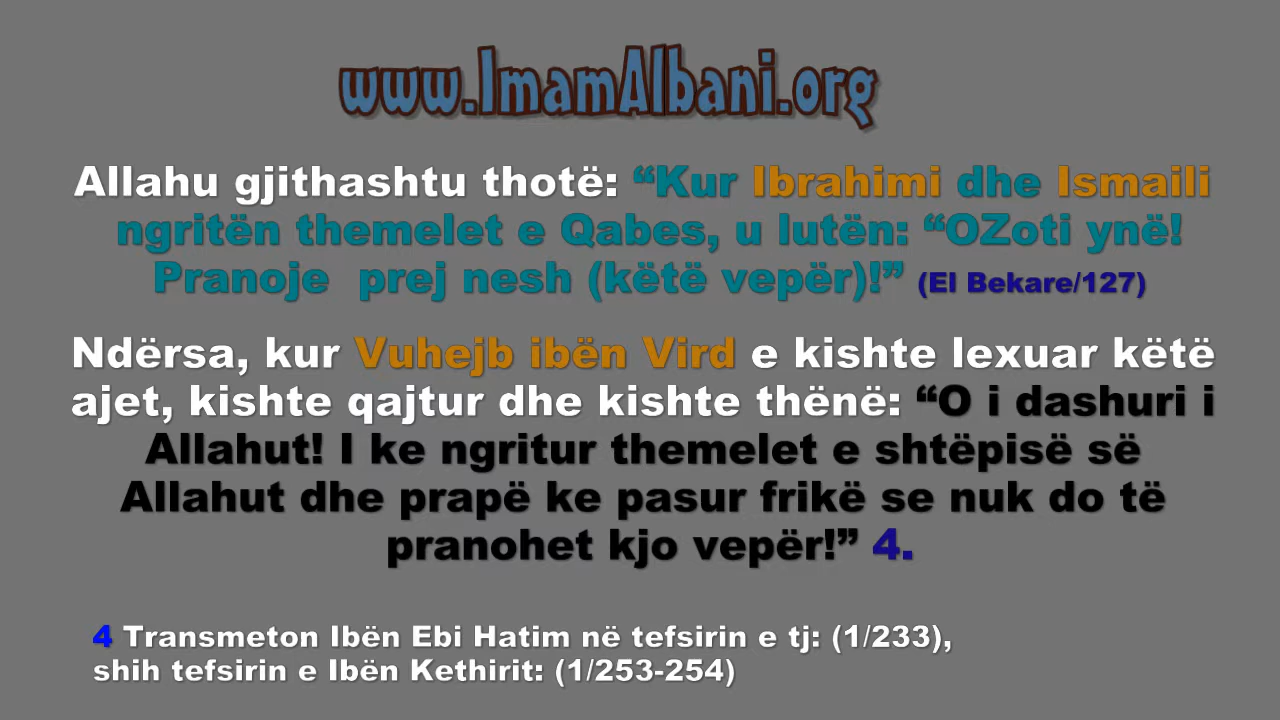 www.ImamAlbani.org
Allahu gjithashtu thotë: “Kur Ibrahimi dhe Ismaili
ngritën themelet e Qabes, u lutën: “OZoti ynë!
Pranoje  prej nesh (këtë vepër)!” (El Bekare/127)
Ndërsa, kur Vuhejb ibën Vird e kishte lexuar këtë
ajet, kishte qajtur dhe kishte thënë: “O i dashuri i
Allahut! I ke ngritur themelet e shtëpisë së
Allahut dhe prapë ke pasur frikë se nuk do të
pranohet kjo vepër!” 4.
4 Transmeton Ibën Ebi Hatim në tefsirin e tj: (1/233),
shih tefsirin e Ibën Kethirit: (1/253-254)